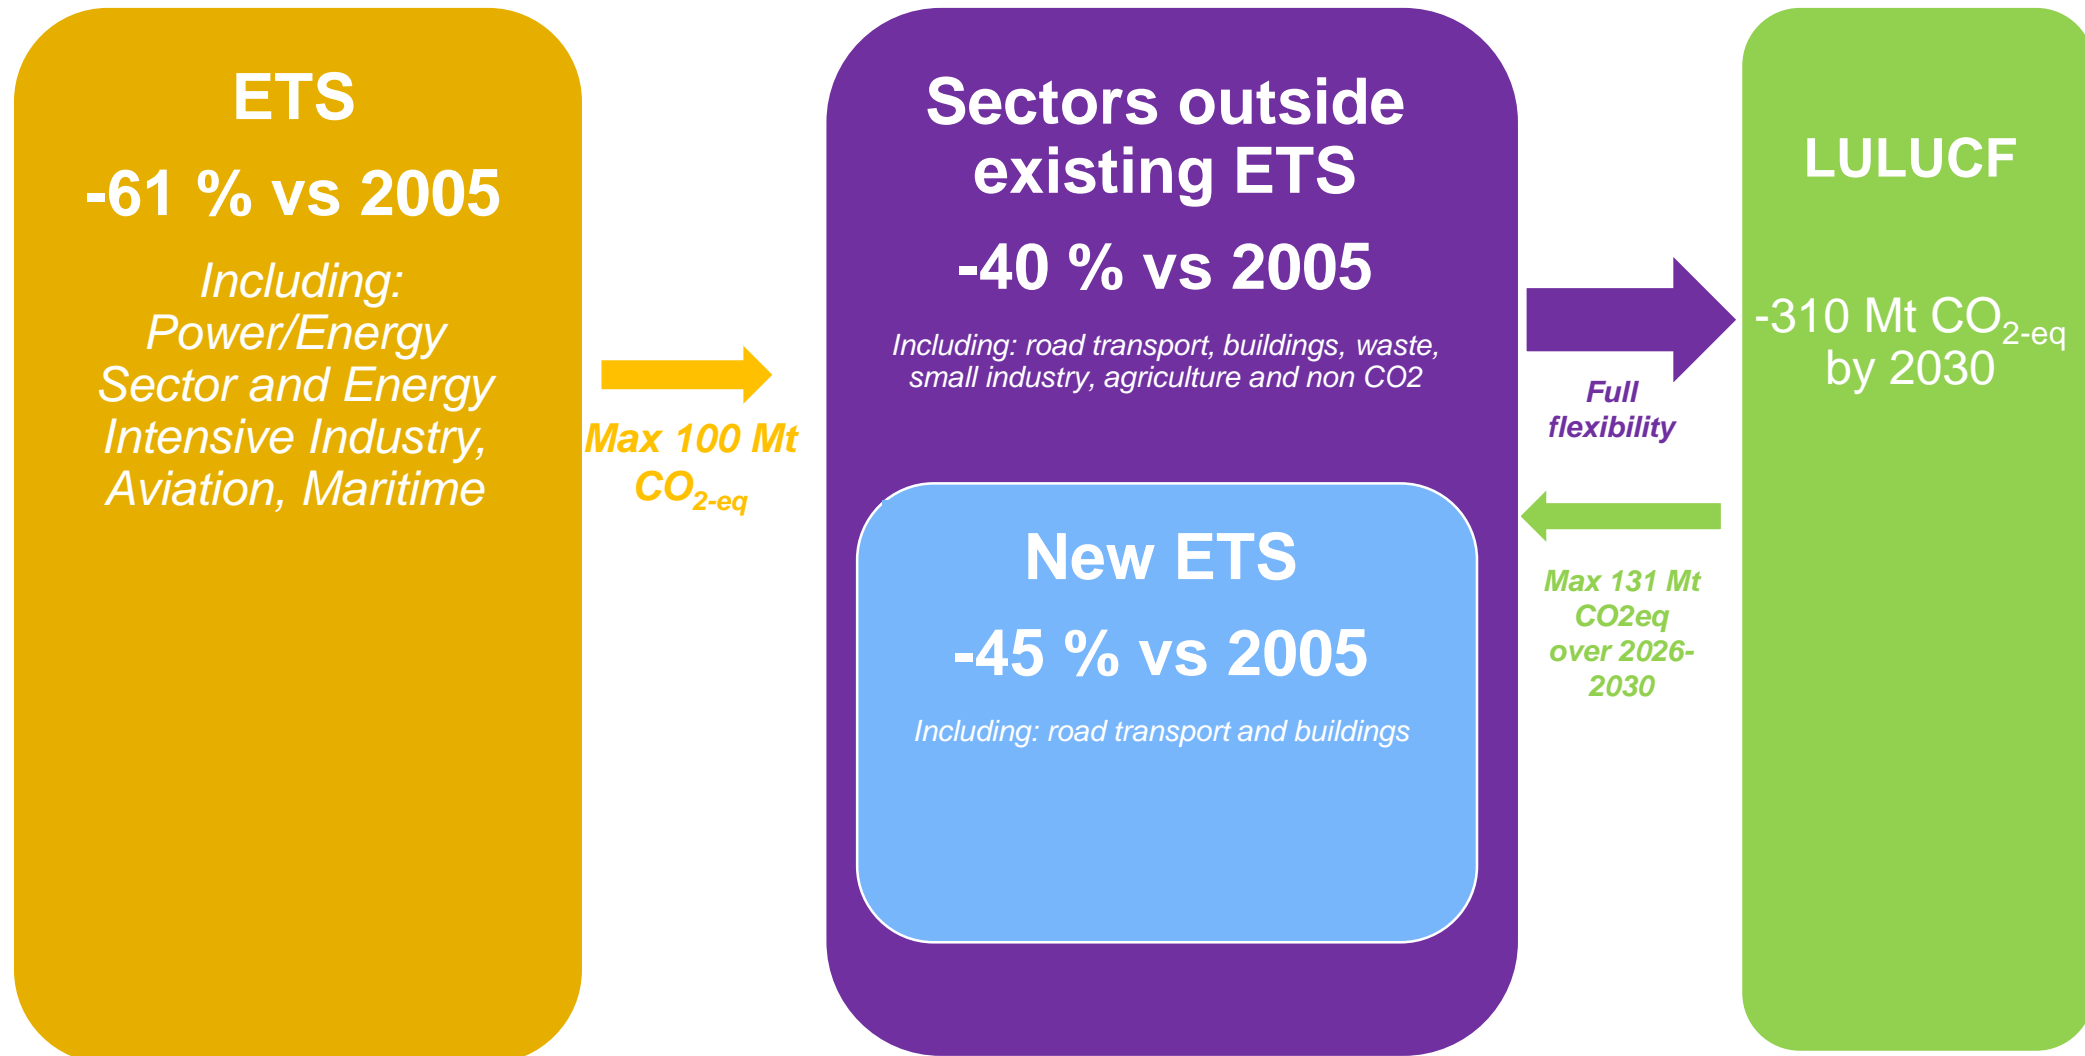 ETS
-61 % vs 2005
Including:
Power/Energy
Sector and Energy
Intensive Industry,
Aviation, Maritime
Max 100 Mt
CO2-eq
Sectors outside
existing ETS
-40 % vs 2005
Including: road transport, buildings, waste,
small industry, agriculture and non CO2
New ETS
-45 % vs 2005
Including: road transport and buildings
Full
flexibility
Max 131 Mt
CO2eq
over 2026-
2030
LULUCF
-310 Mt CO2-eq
by 2030